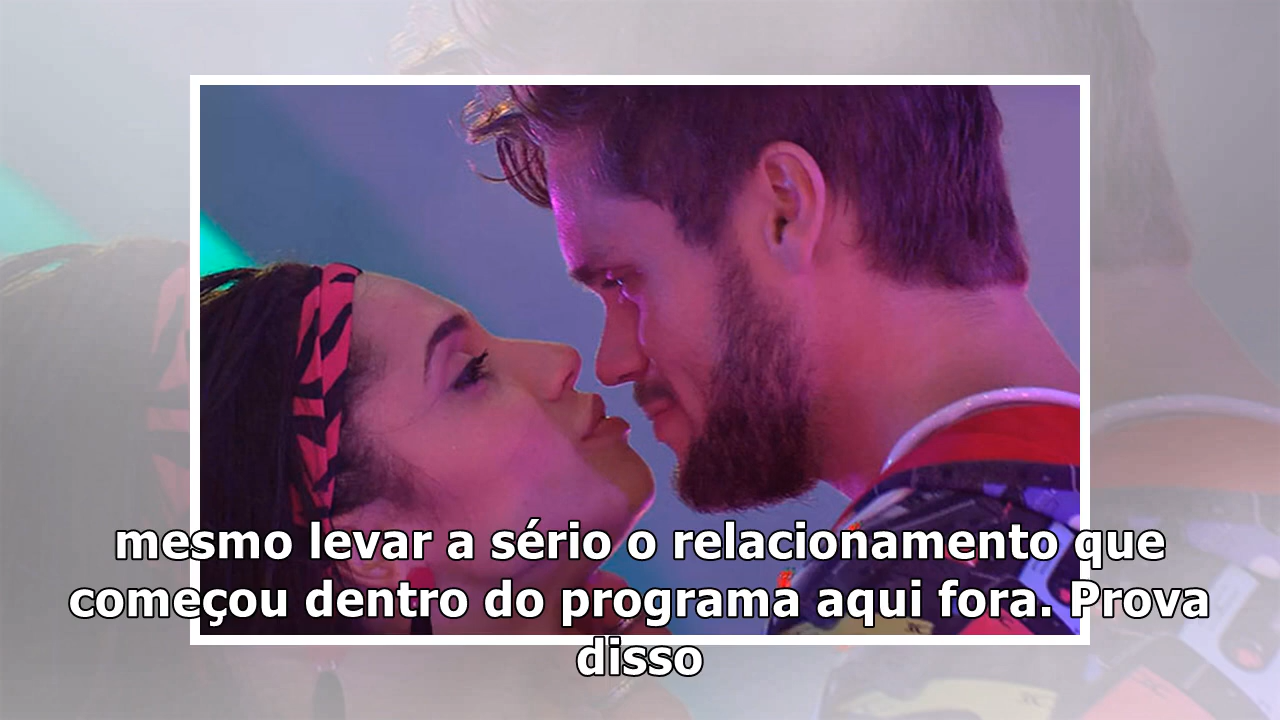 mesmo levar a sério o relacionamento que
começou dentro do programa aqui fora. Prova
disso